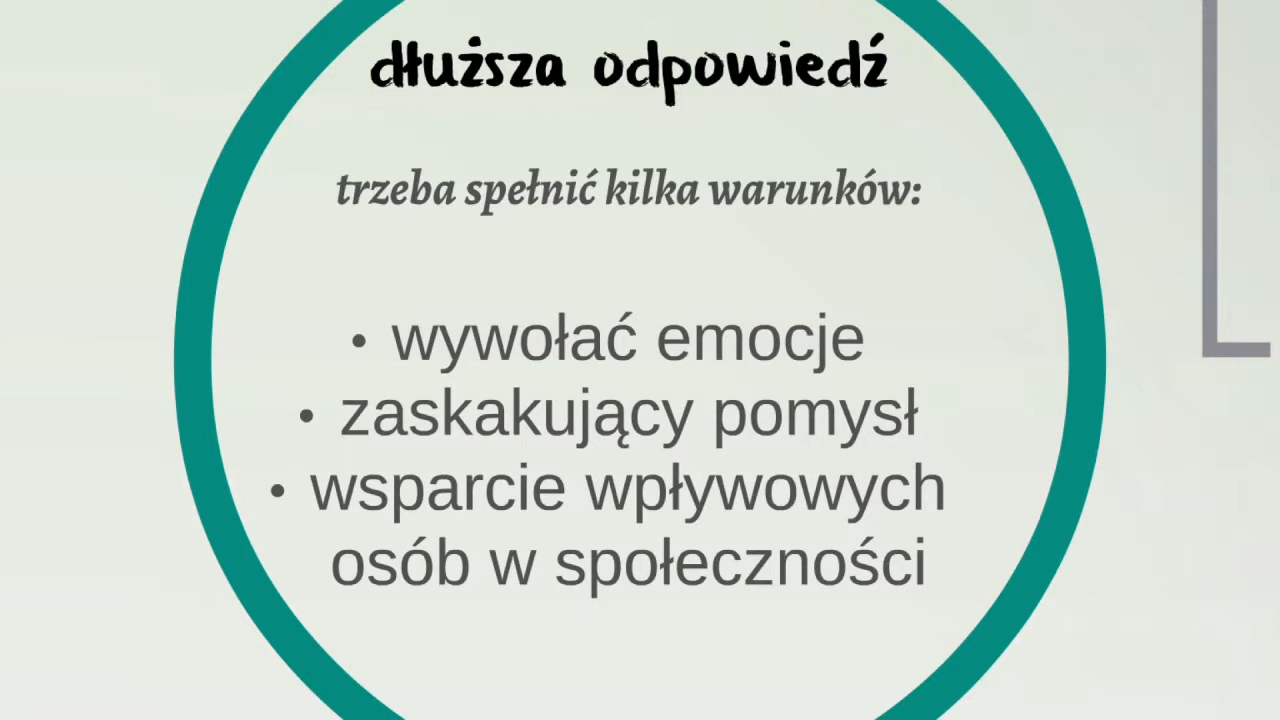 dłuższa odpowiedź
trzeba spełnić kilka warunków:
• wywołać emocje
• zaskakujący pomysł
• wsparcie wpływowych
osób w społeczności